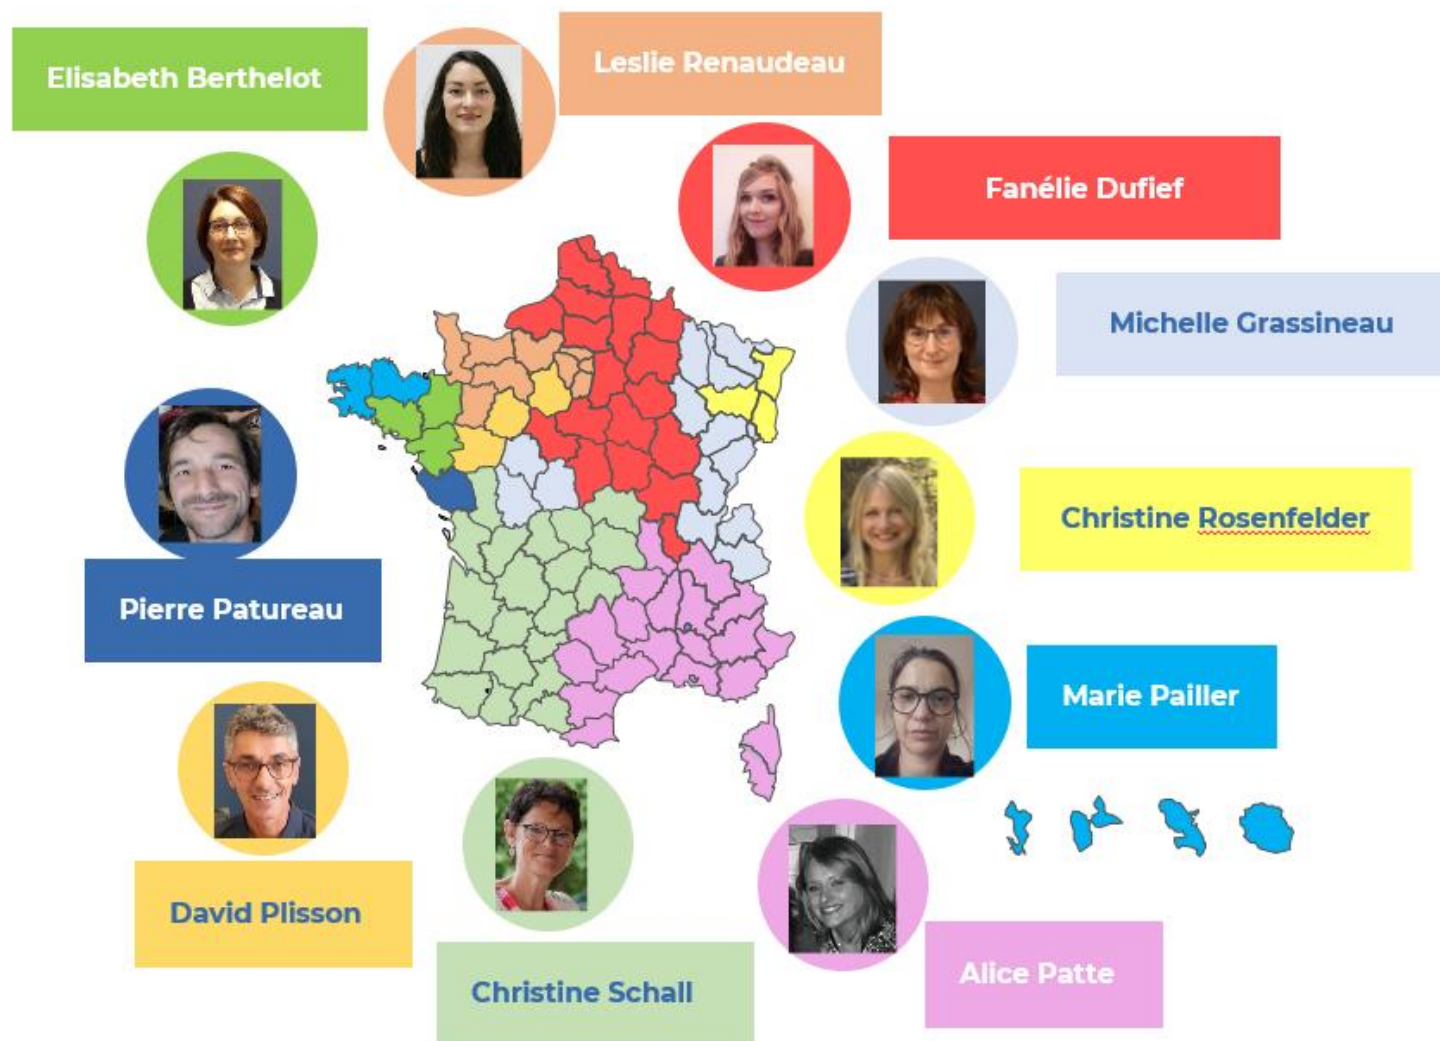 Elisabeth Berthelot
Leslie Renaudeau
Fanélie Dufief
Michelle Grassineau
Christine Rosenfelder
Pierre Patureau
Marie Pailler
David Plisson
Christine Schall
Alice Patte